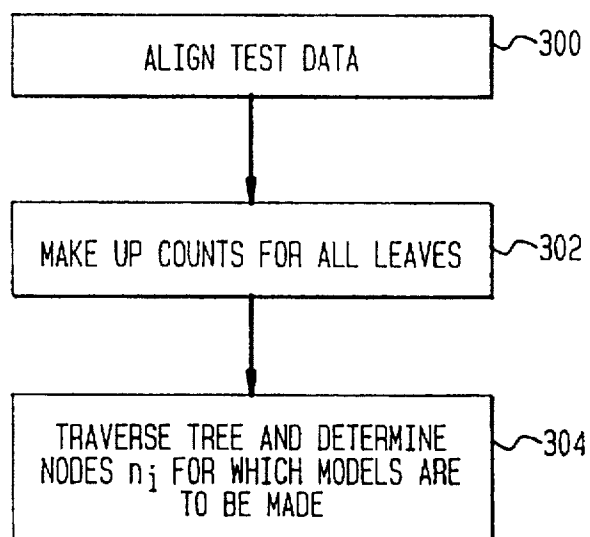 ALIGN TEST DATA
300
MAKE UP COUNTS FOR ALL LEAVES
302
TRAVERSE TREE AND DETERMINE
NODES nj FOR WHICH MODELS ARE
TO BE MADE
304